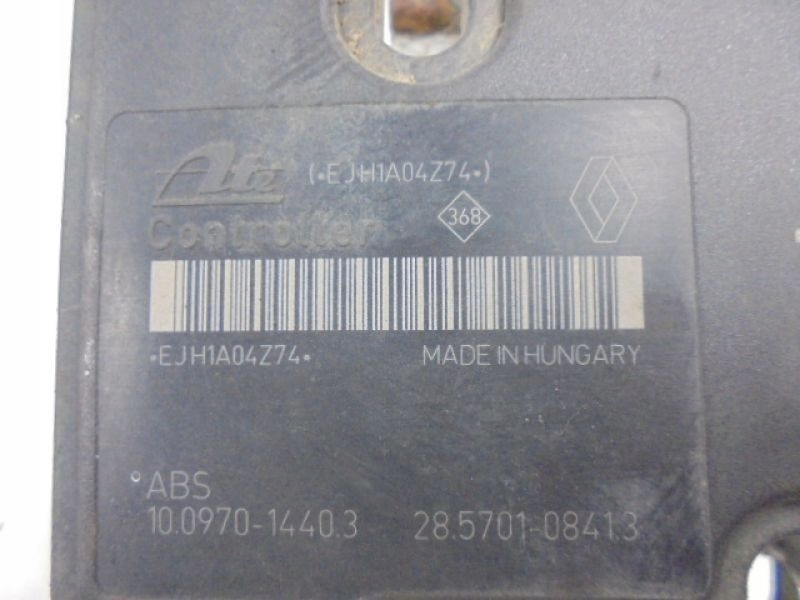 Ate (•EJH1A04Z74•)
Controller 368
•EJH1A04Z74• MADE IN HUNGARY
ABS
10.0970-1440.3 28.5701-0841.3